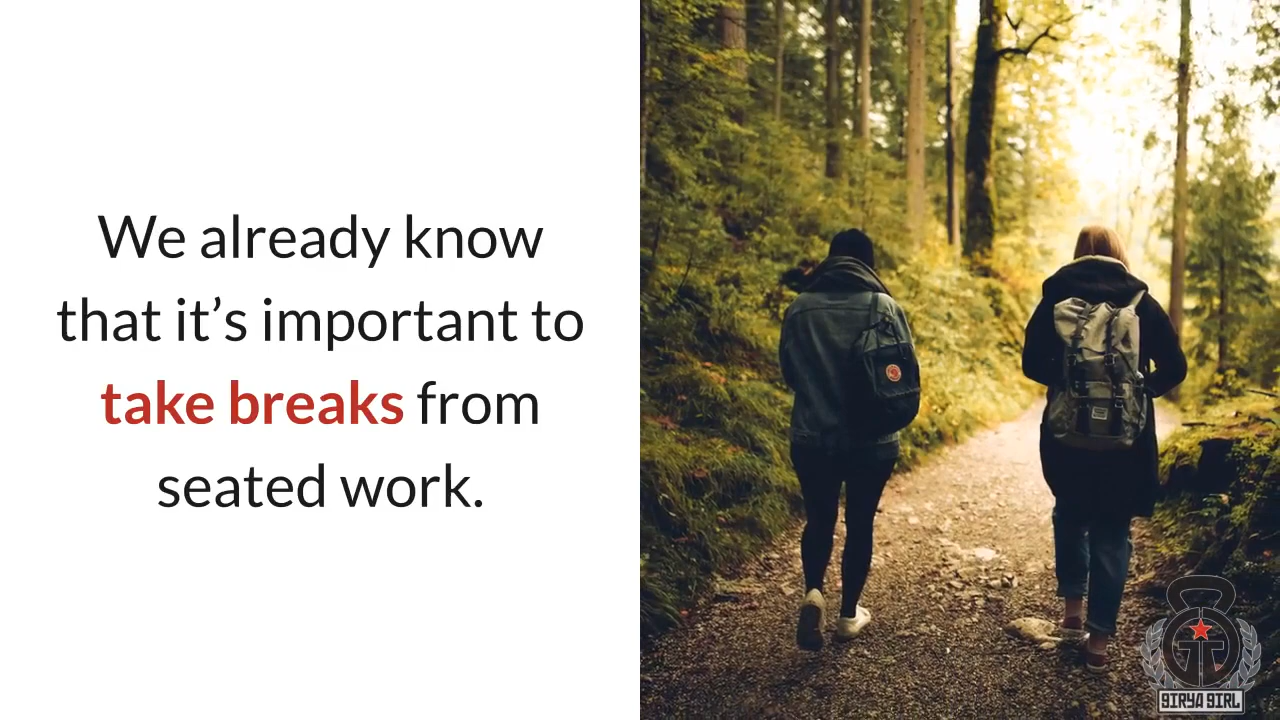 We already know
that it’s important to
take breaks from
seated work.
GIRYA GIRL